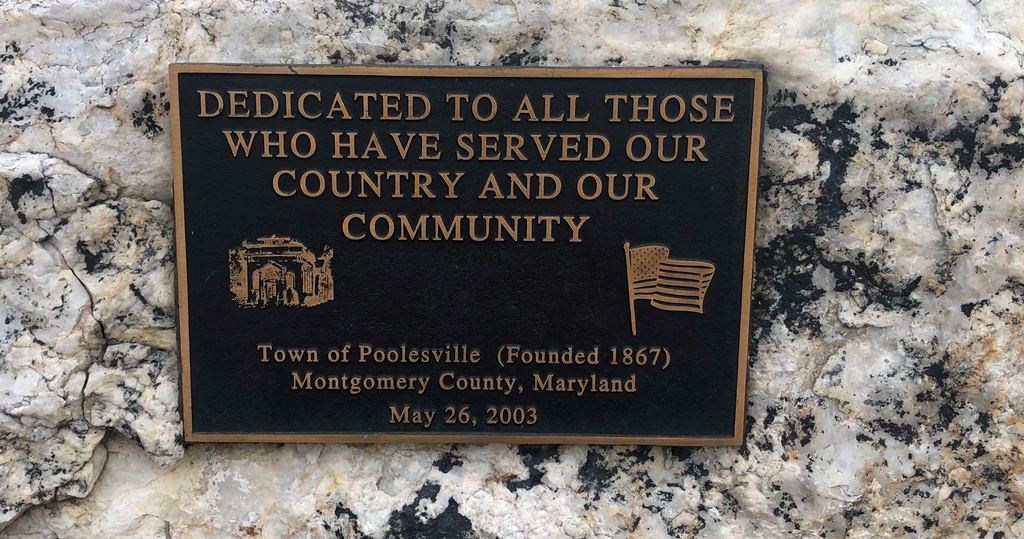 DEDICATED TO ALL THOSE
WHO HAVE SERVED OUR
COUNTRY AND OUR
COMMUNITY
Town of Poolesville (Founded 1867)
Montgomery County, Maryland
May 26, 2003